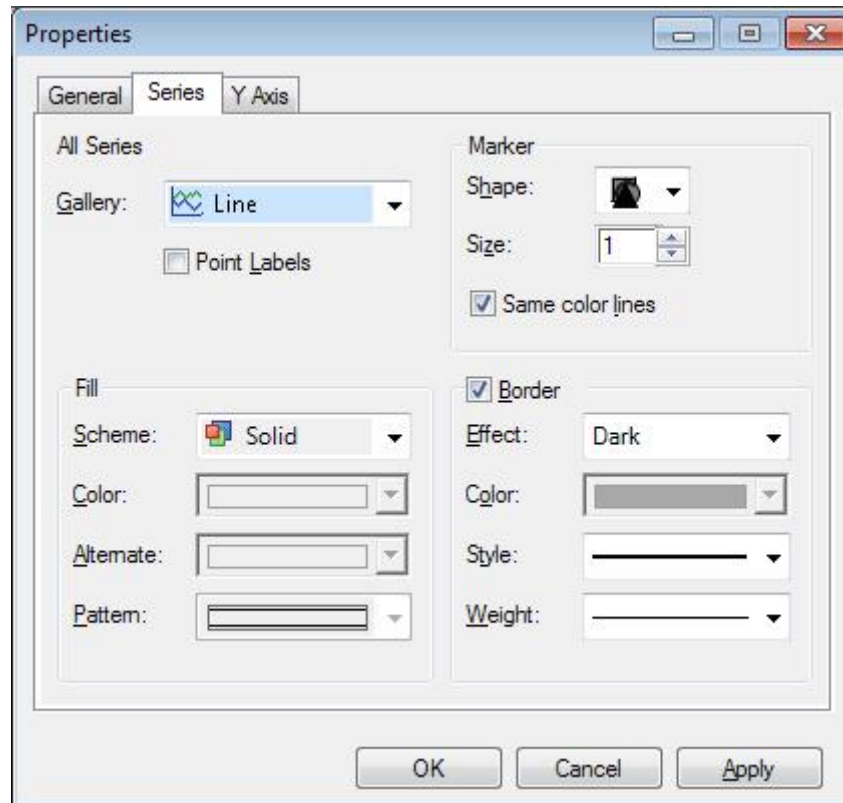 Properties
General Series Y Axis
All Series
Gallery: Line
Point Labels
Marker
Shape:
Size: 1
Same color lines
Fill
Scheme: Solid
Color:
Alternate:
Pattern:
Border
Effect: Dark
Color:
Style:
Weight:
OK Cancel Apply